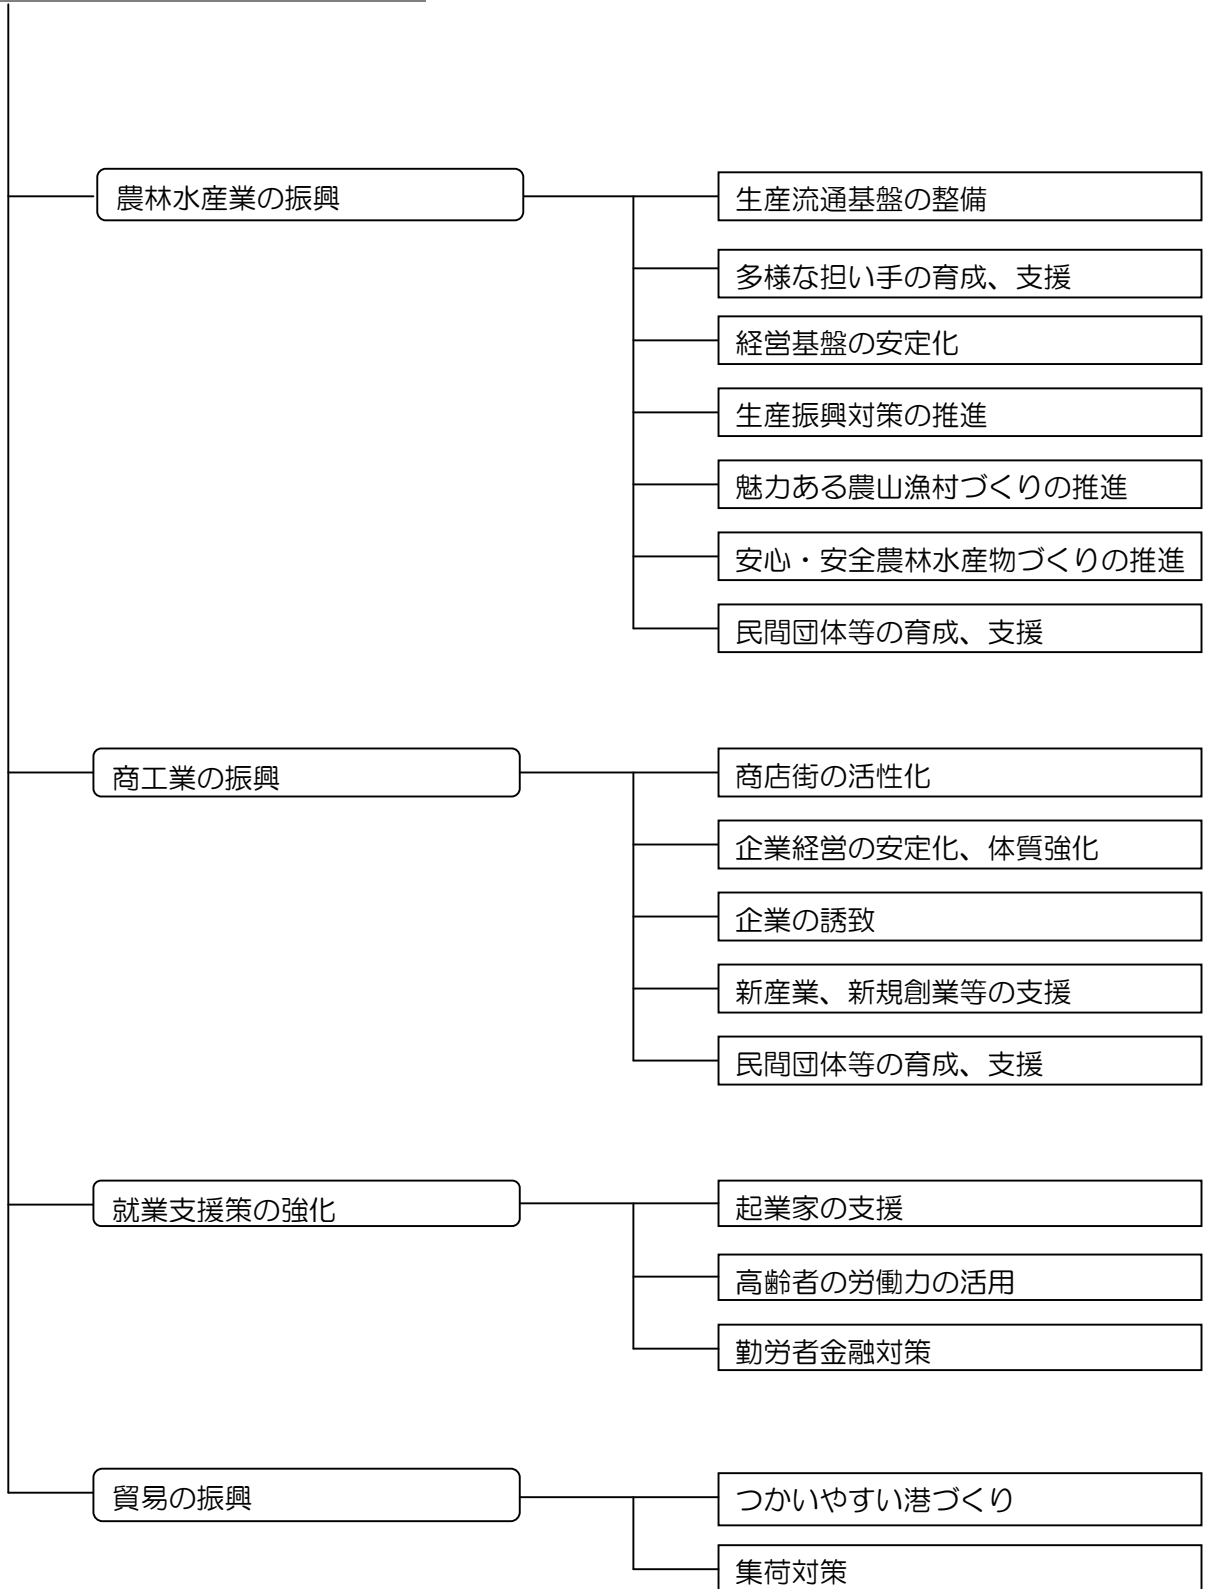 農林水産業の振興
生産流通基盤の整備
多様な担い手の育成、支援
経営基盤の安定化
生産振興対策の推進
魅力ある農山漁村づくりの推進
安心・安全農林水産物づくりの推進
民間団体等の育成、支援
商工業の振興
商店街の活性化
企業経営の安定化、体質強化
企業の誘致
新産業、新規創業等の支援
民間団体等の育成、支援
就業支援策の強化
起業家の支援
高齢者の労働力の活用
勤労者金融対策
貿易の振興
つかいやすい港づくり
集荷対策